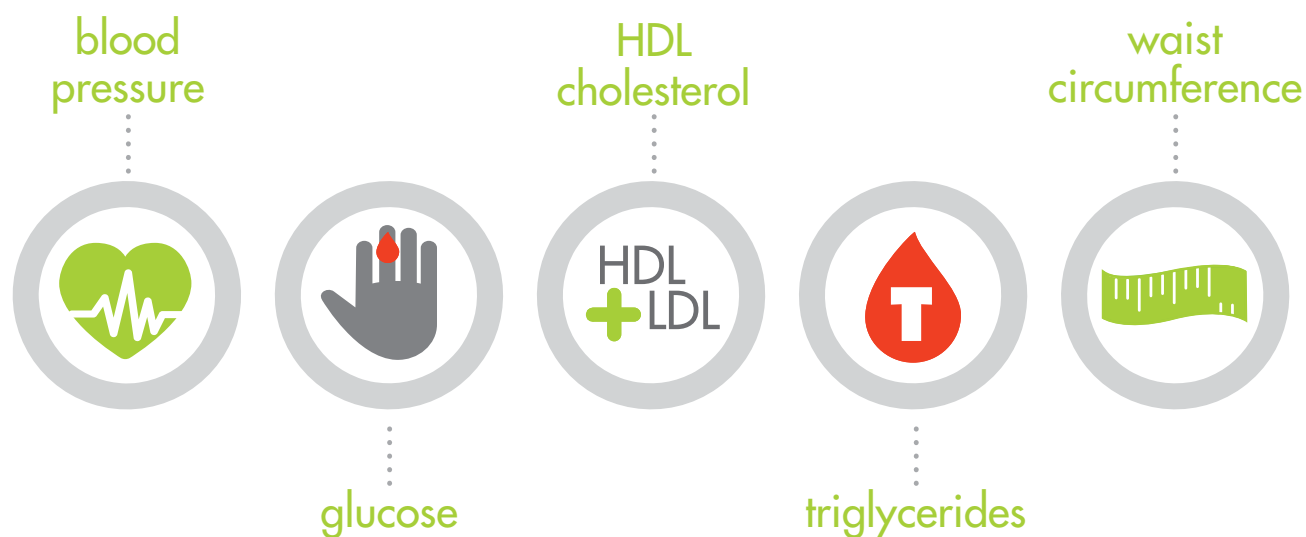 blood
pressure
HDL
cholesterol
waist
circumference
HDL
+LDL
T
glucose
triglycerides